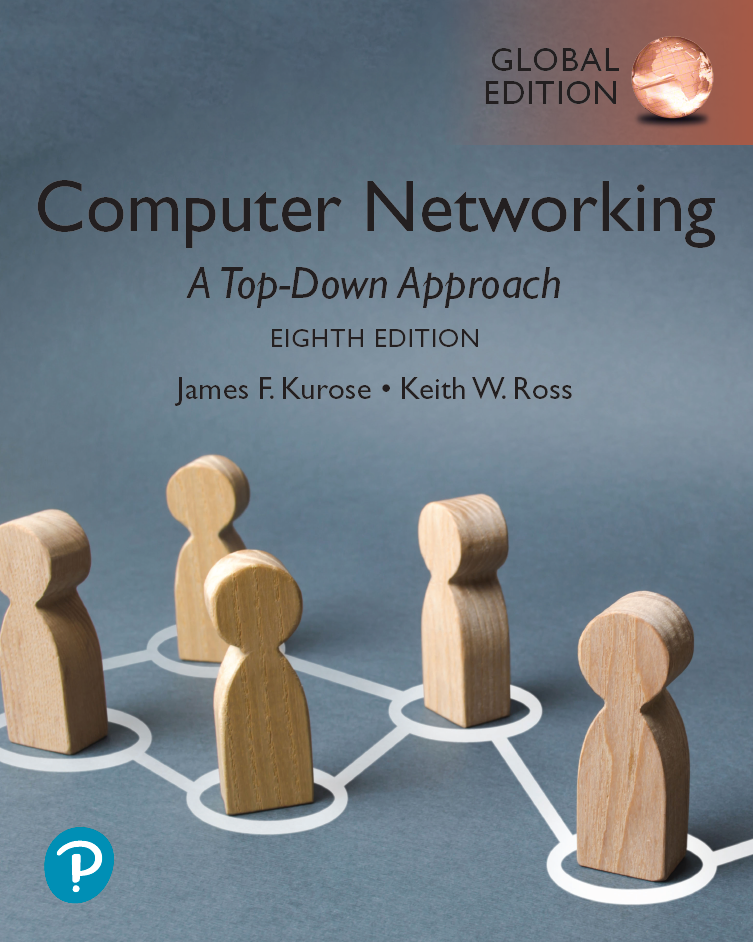 GLOBAL
EDITION
Computer Networking
A Top-Down Approach
EIGHTH EDITION
James F. Kurose • Keith W. Ross
P